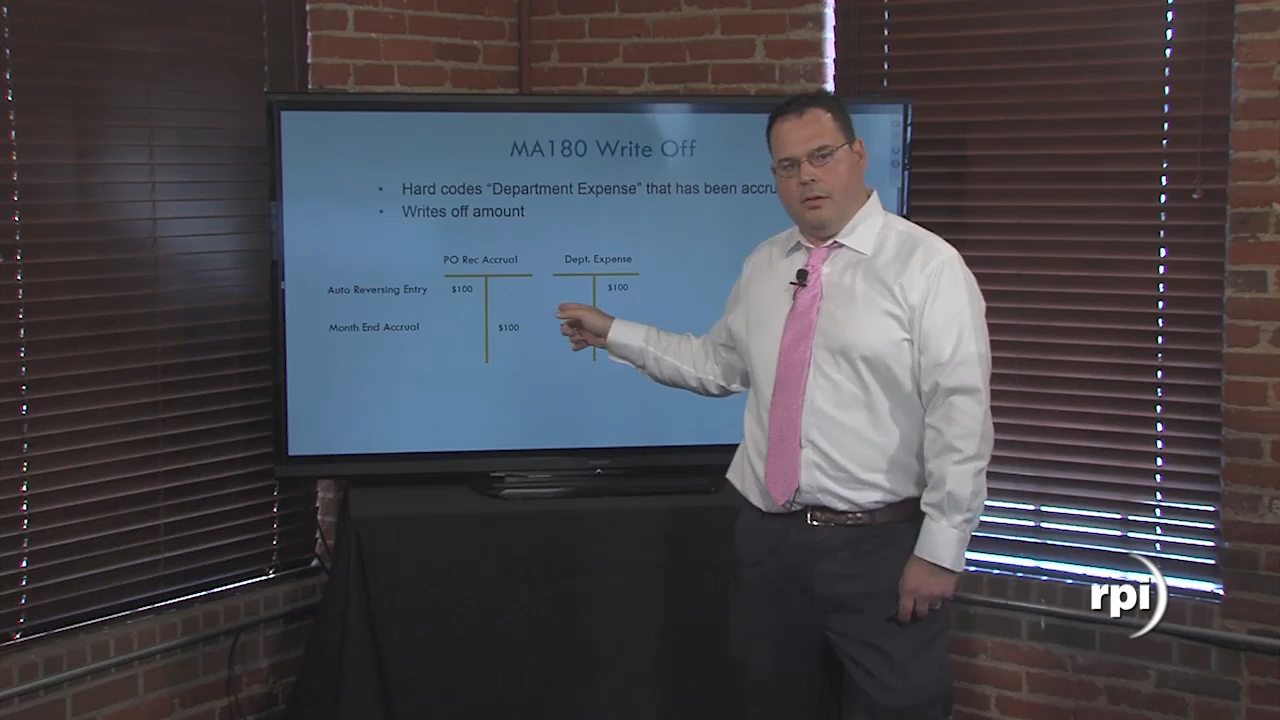 MA180 Write Off
• Hard codes "Department Expense" that has been
• Writes off amount
PO Rec Accrual Dept. Expense
Auto Reversing Entry $100 $100
Month End Accrual $100
rpi